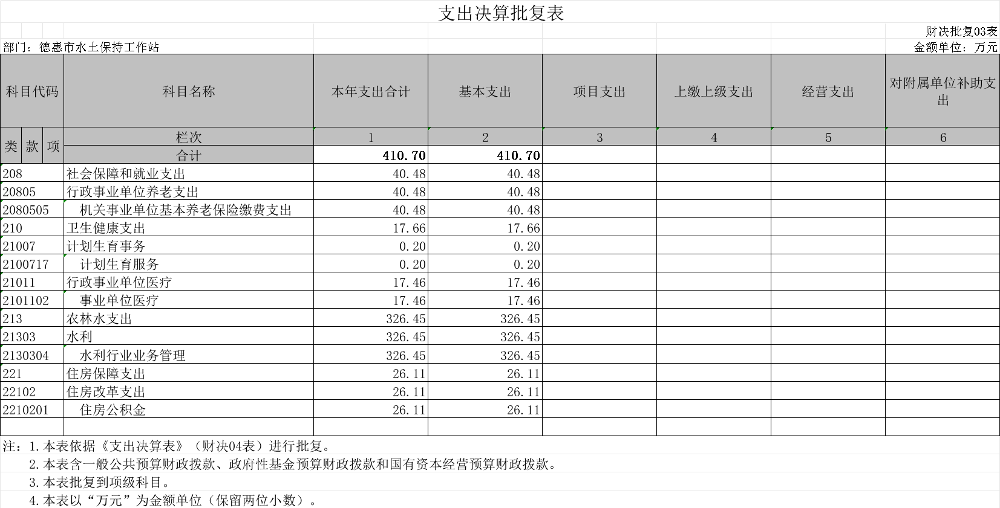 支出决算批复表
财决批复03表
部门：德惠市水土保持工作站 金额单位：万元
科目代码 科目名称 本年支出合计 基本支出 项目支出 上缴上级支出 经营支出 对附属单位补助支出
类 款 项 栏次 1 2 3 4 5 6
合计 410.70 410.70
208 社会保障和就业支出 40.48 40.48
20805 行政事业单位养老支出 40.48 40.48
2080505 机关事业单位基本养老保险缴费支出 40.48 40.48
210 卫生健康支出 17.66 17.66
21007 计划生育事务 0.20 0.20
2100717 计划生育服务 0.20 0.20
21011 行政事业单位医疗 17.46 17.46
2101102 事业单位医疗 17.46 17.46
213 农林水支出 326.45 326.45
21303 水利 326.45 326.45
2130304 水利行业业务管理 326.45 326.45
221 住房保障支出 26.11 26.11
22102 住房改革支出 26.11 26.11
2210201 住房公积金 26.11 26.11
注：1.本表依据《支出决算表》（财决04表）进行批复。
2.本表含一般公共预算财政拨款、政府性基金预算财政拨款和国有资本经营预算财政拨款。
3.本表批复到项级科目。
4.本表以“万元”为金额单位（保留两位小数）。